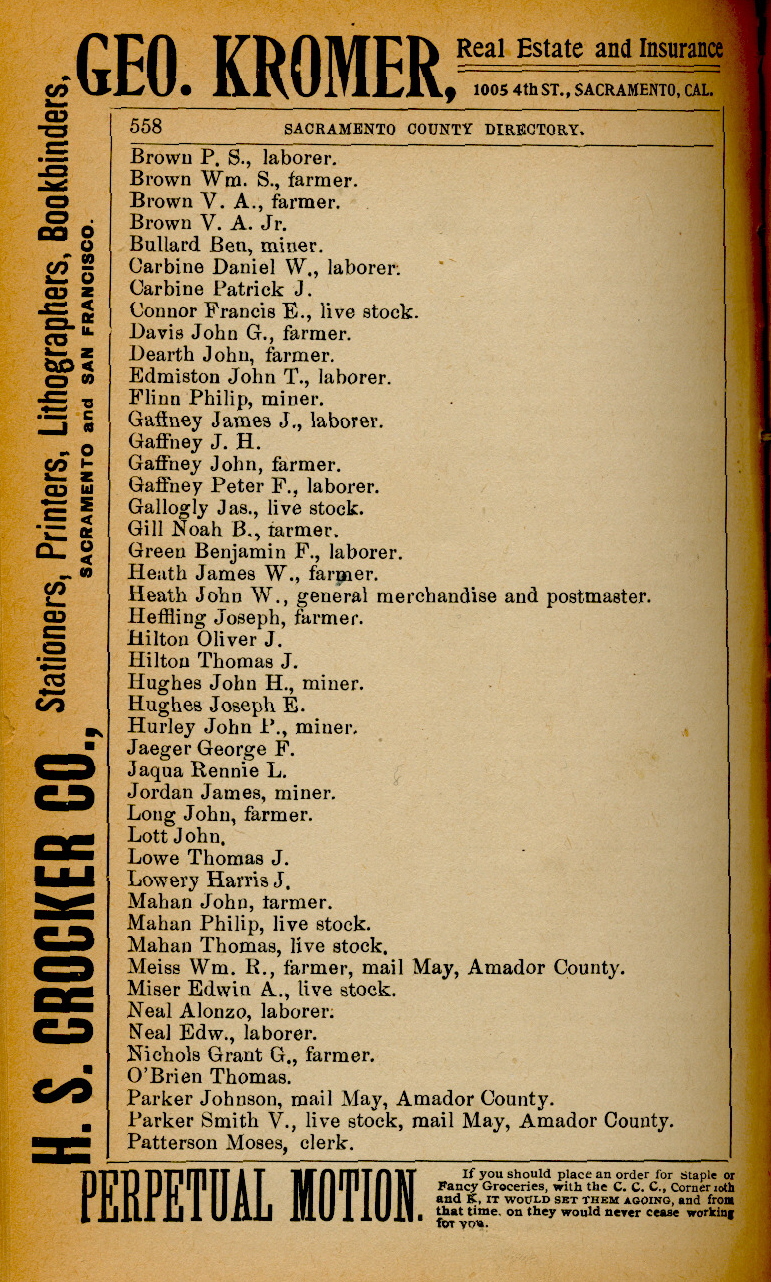 GEO. KROMER,
Real Estate and Insurance
1005 4th ST., SACRAMENTO, CAL.
H. S. CROCKER CO.,
Stationers, Printers, Lithographers, Bookbinders,
SACRAMENTO and SAN FRANCISCO.
558 SACRAMENTO COUNTY DIRECTORY.
Brown P. S., laborer.
Brown Wm. S., farmer.
Brown V. A., farmer.
Brown V. A. Jr.
Bullard Ben, miner.
Carbine Daniel W., laborer.
Carbine Patrick J.
Connor Francis E., live stock.
Davis John G., farmer.
Dearth John, farmer.
Edmiston John T., laborer.
Flinn Philip, miner.
Gaffney James J., laborer.
Gaffney J. H.
Gaffney John, farmer.
Gaffney Peter F., laborer.
Gallogly Jas., live stock.
Gill Noah B., farmer.
Green Benjamin F., laborer.
Heath James W., farmer.
Heath John W., general merchandise and postmaster.
Heffling Joseph, farmer.
Hilton Oliver J.
Hilton Thomas J.
Hughes John H., miner.
Hughes Joseph E.
Hurley John P., miner.
Jaeger George F.
Jaqua Rennie L.
Jordan James, miner.
Long John, farmer.
Lott John.
Lowe Thomas J.
Lowery Harris J.
Mahan John, farmer.
Mahan Philip, live stock.
Mahan Thomas, live stock.
Meiss Wm. R., farmer, mail May, Amador County.
Miser Edwin A., live stock.
Neal Alonzo, laborer.
Neal Edw., laborer.
Nichols Grant G., farmer.
O'Brien Thomas.
Parker Johnson, mail May, Amador County.
Parker Smith V., live stock, mail May, Amador County.
Patterson Moses, clerk.
PERPETUAL MOTION.
If you should place an order for Staple or
Fancy Groceries, with the C. C. C., Corner 10th
and K, IT WOULD SET THEM AGOING, and from
that time. on they would never cease working
for you.